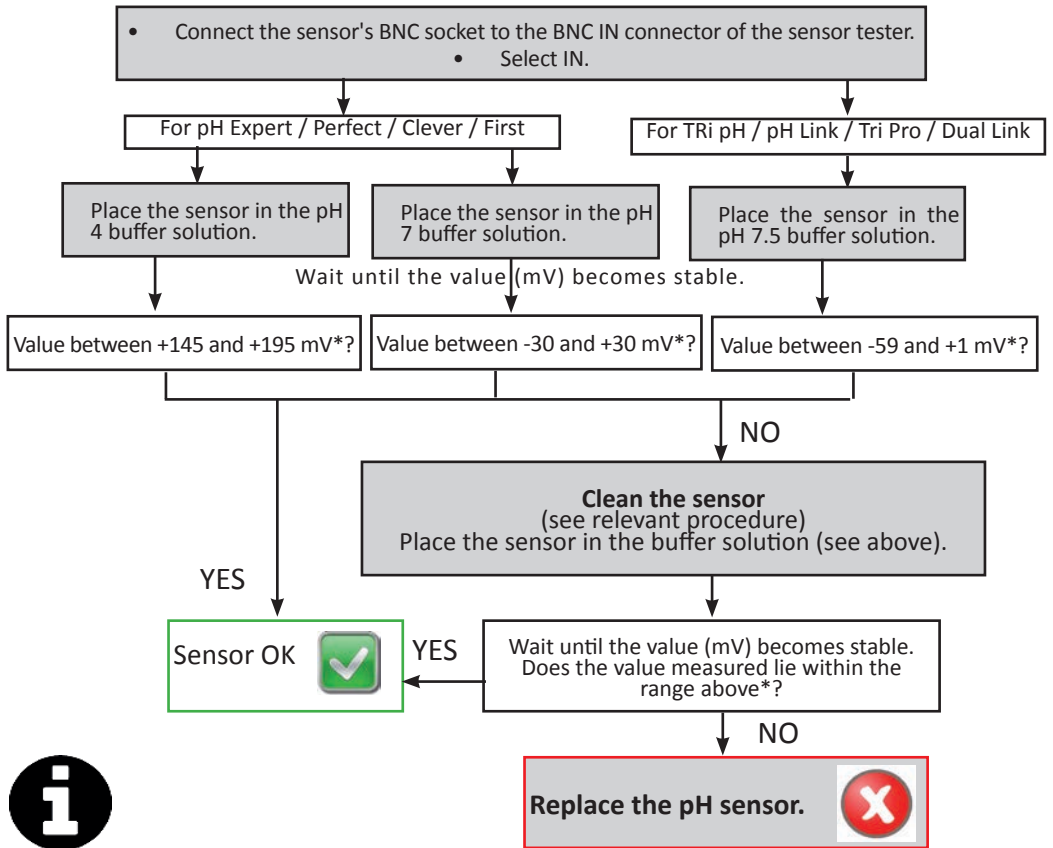 • Connect the sensor's BNC socket to the BNC IN connector of the sensor tester.
• Select IN.
For pH Expert / Perfect / Clever / First
For TRi pH / pH Link / Tri Pro / Dual Link
Place the sensor in the pH
4 buffer solution.
Place the sensor in the pH
7 buffer solution.
Place the sensor in the
pH 7.5 buffer solution.
Wait until the value (mV) becomes stable.
Value between +145 and +195 mV*?
Value between -30 and +30 mV*?
Value between -59 and +1 mV*?
NO
Clean the sensor
(see relevant procedure)
Place the sensor in the buffer solution (see above).
YES
Sensor OK
YES
Wait until the value (mV) becomes stable.
Does the value measured lie within the
range above*?
NO
Replace the pH sensor.